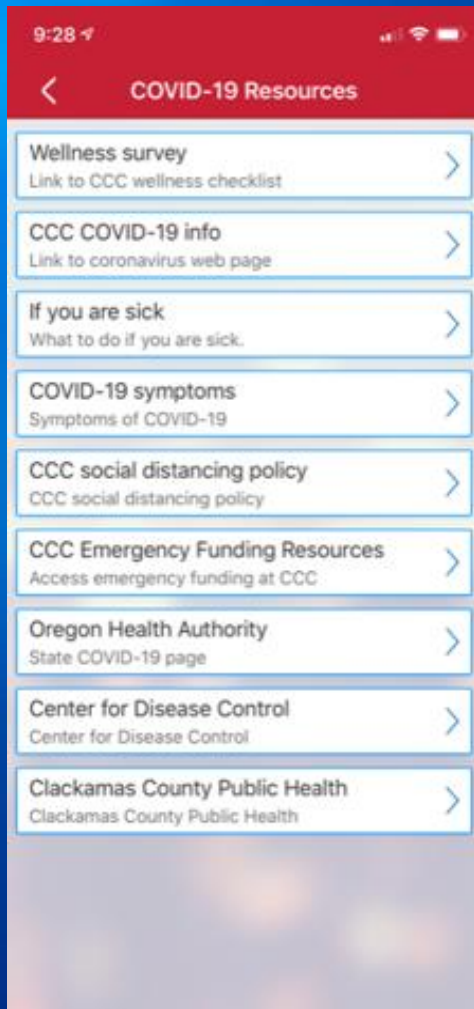 9:28
COVID-19 Resources
Wellness survey
Link to CCC wellness checklist
CCC COVID-19 info
Link to coronavirus web page
If you are sick
What to do if you are sick.
COVID-19 symptoms
Symptoms of COVID-19
CCC social distancing policy
CCC social distancing policy
CCC Emergency Funding Resources
Access emergency funding at CCC
Oregon Health Authority
State COVID-19 page
Center for Disease Control
Center for Disease Control
Clackamas County Public Health
Clackamas County Public Health